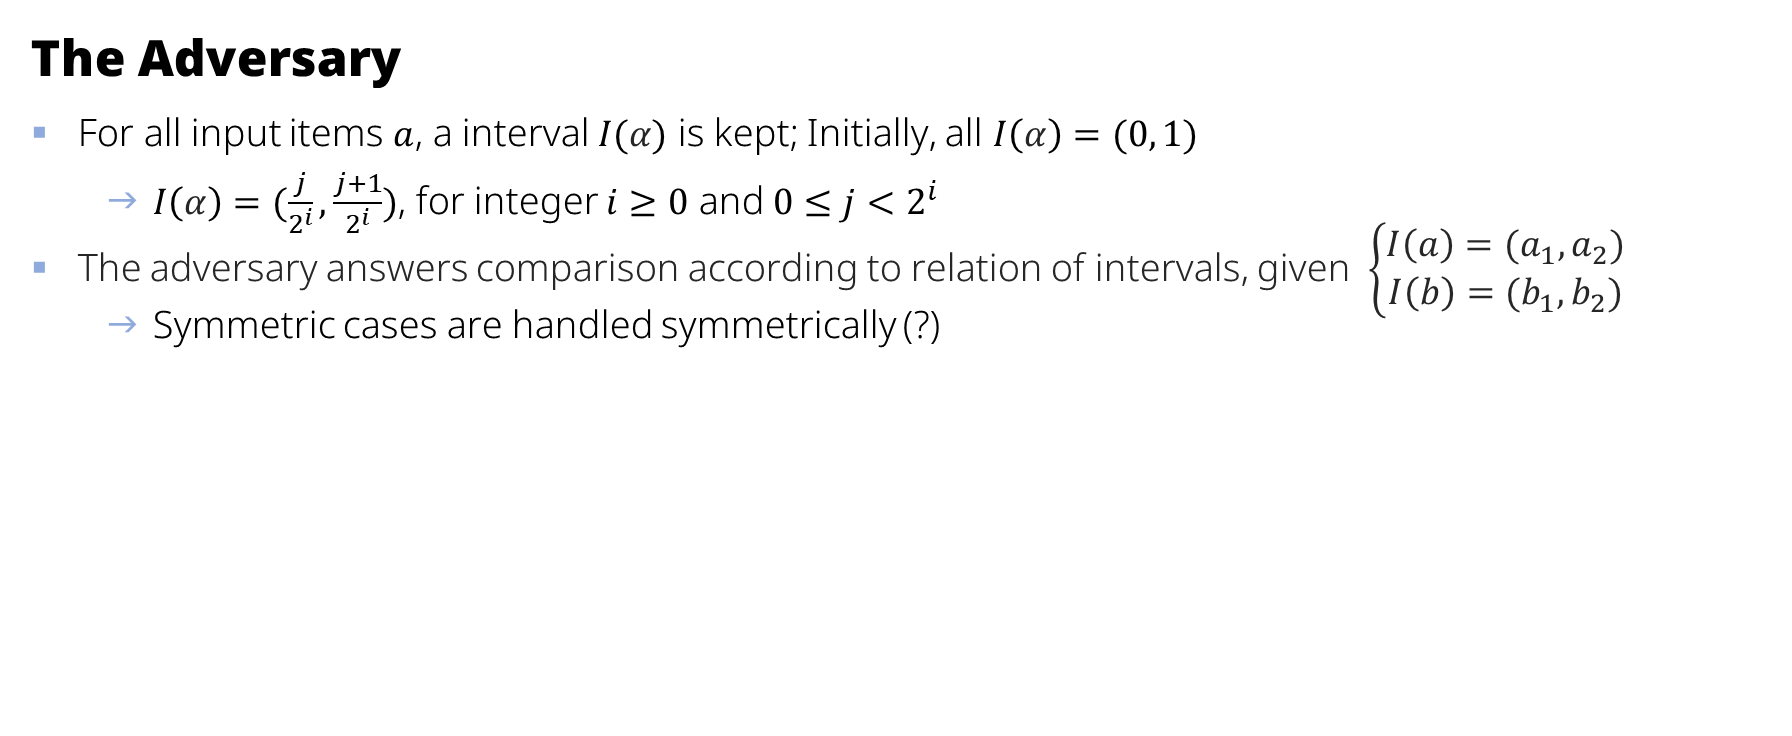 The Adversary
▪ For all input items a, a interval I(α) is kept; Initially, all I(α) = (0, 1)
→ I(α) = (j/2^i, j+1/2^i), for integer i ≥ 0 and 0 ≤ j < 2^i
▪ The adversary answers comparison according to relation of intervals, given {I(a) = (a₁, a₂)
I(b) = (b₁, b₂)
→ Symmetric cases are handled symmetrically (?)